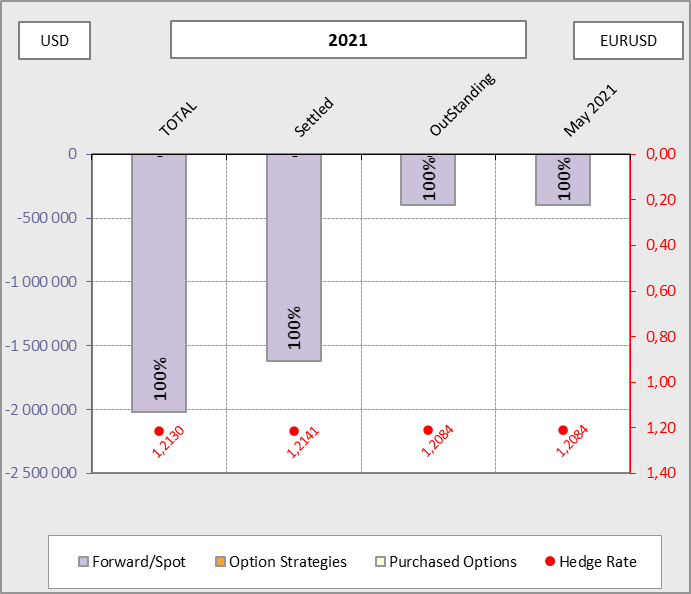 USD 2021 EURUSD
TOTAL Settled OutStanding May 2021
0 0,00
-500 000 0,20
-1 000 000 0,40
-1 500 000 0,60
-2 000 000 0,80
-2 500 000 1,00
1,20
1,40
100% 100% 100% 100%
1,2130 1,2141 1,2084 1,2084
Forward/Spot Option Strategies Purchased Options Hedge Rate